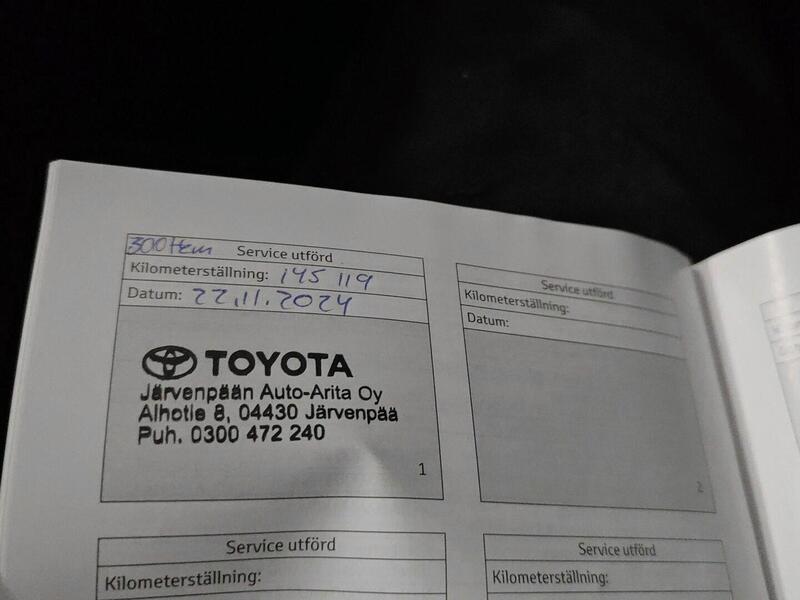 Service utförd
Kilometerställning: 145 119
Datum: 22.11.2024
TOYOTA
Järvenpään Auto-Arita Oy
Alhotie 8, 04430 Järvenpää
Puh. 0300 472 240
1
Service utförd
Kilometerställning:
Datum:
2
Service utförd
Kilometerställning:
Service utförd
Kilometerställning: